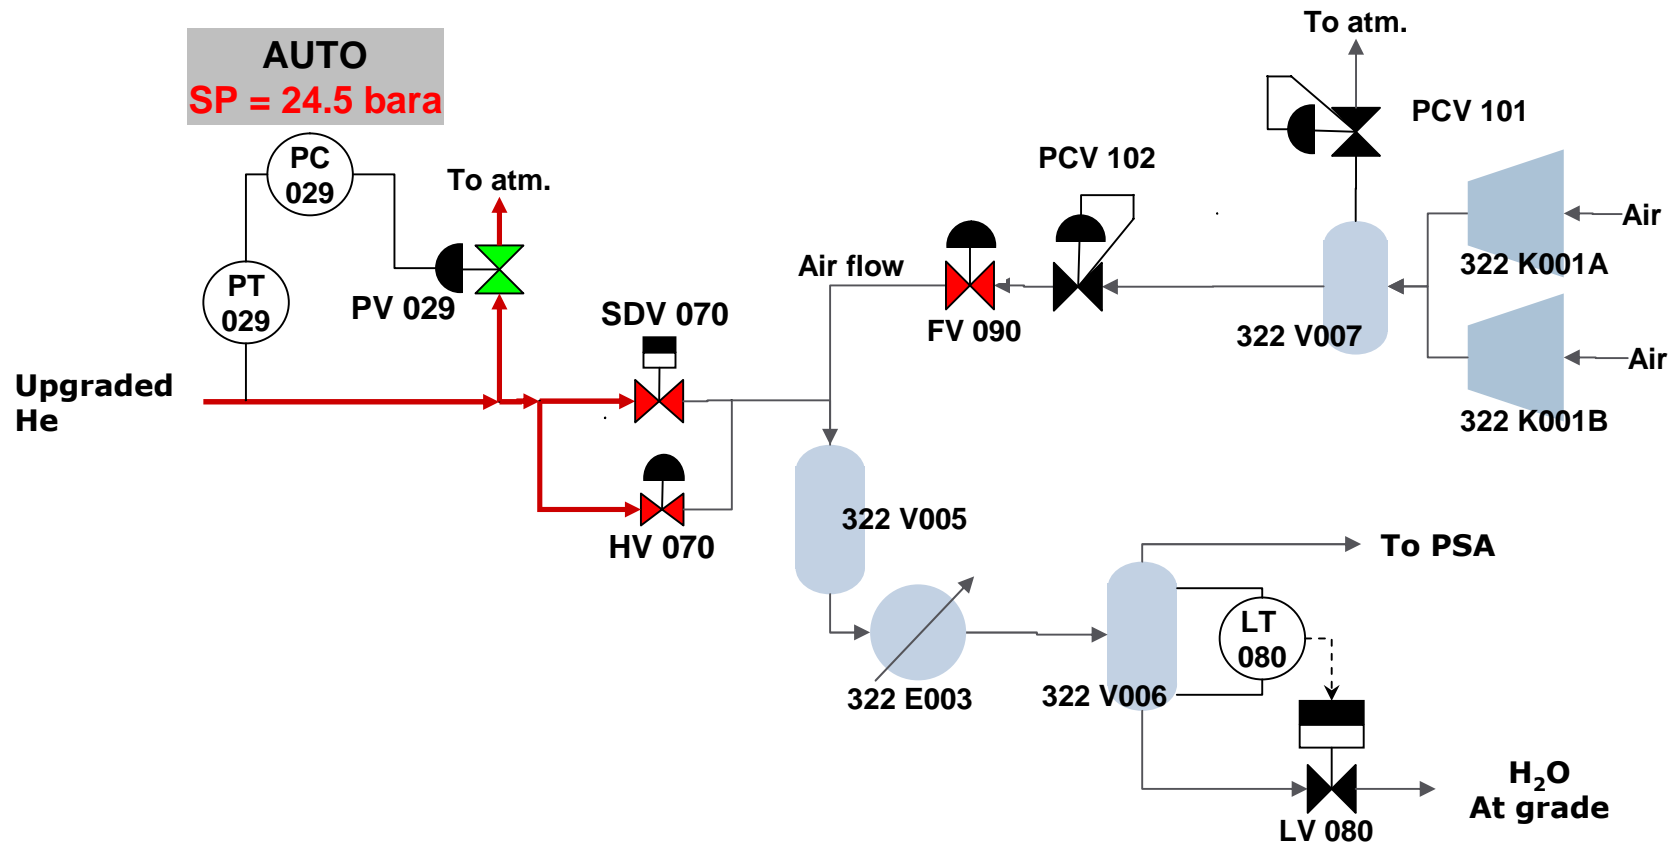 To atm.
AUTO
SP = 24.5 bara
PCV 101
PC
029
PCV 102
To atm.
Air
322 K001A
Air flow
PT
029
PV 029
SDV 070
FV 090
322 V007
Air
322 K001B
Upgraded
He
322 V005
HV 070
To PSA
LT
080
322 E003
322 V006
H₂O
At grade
LV 080